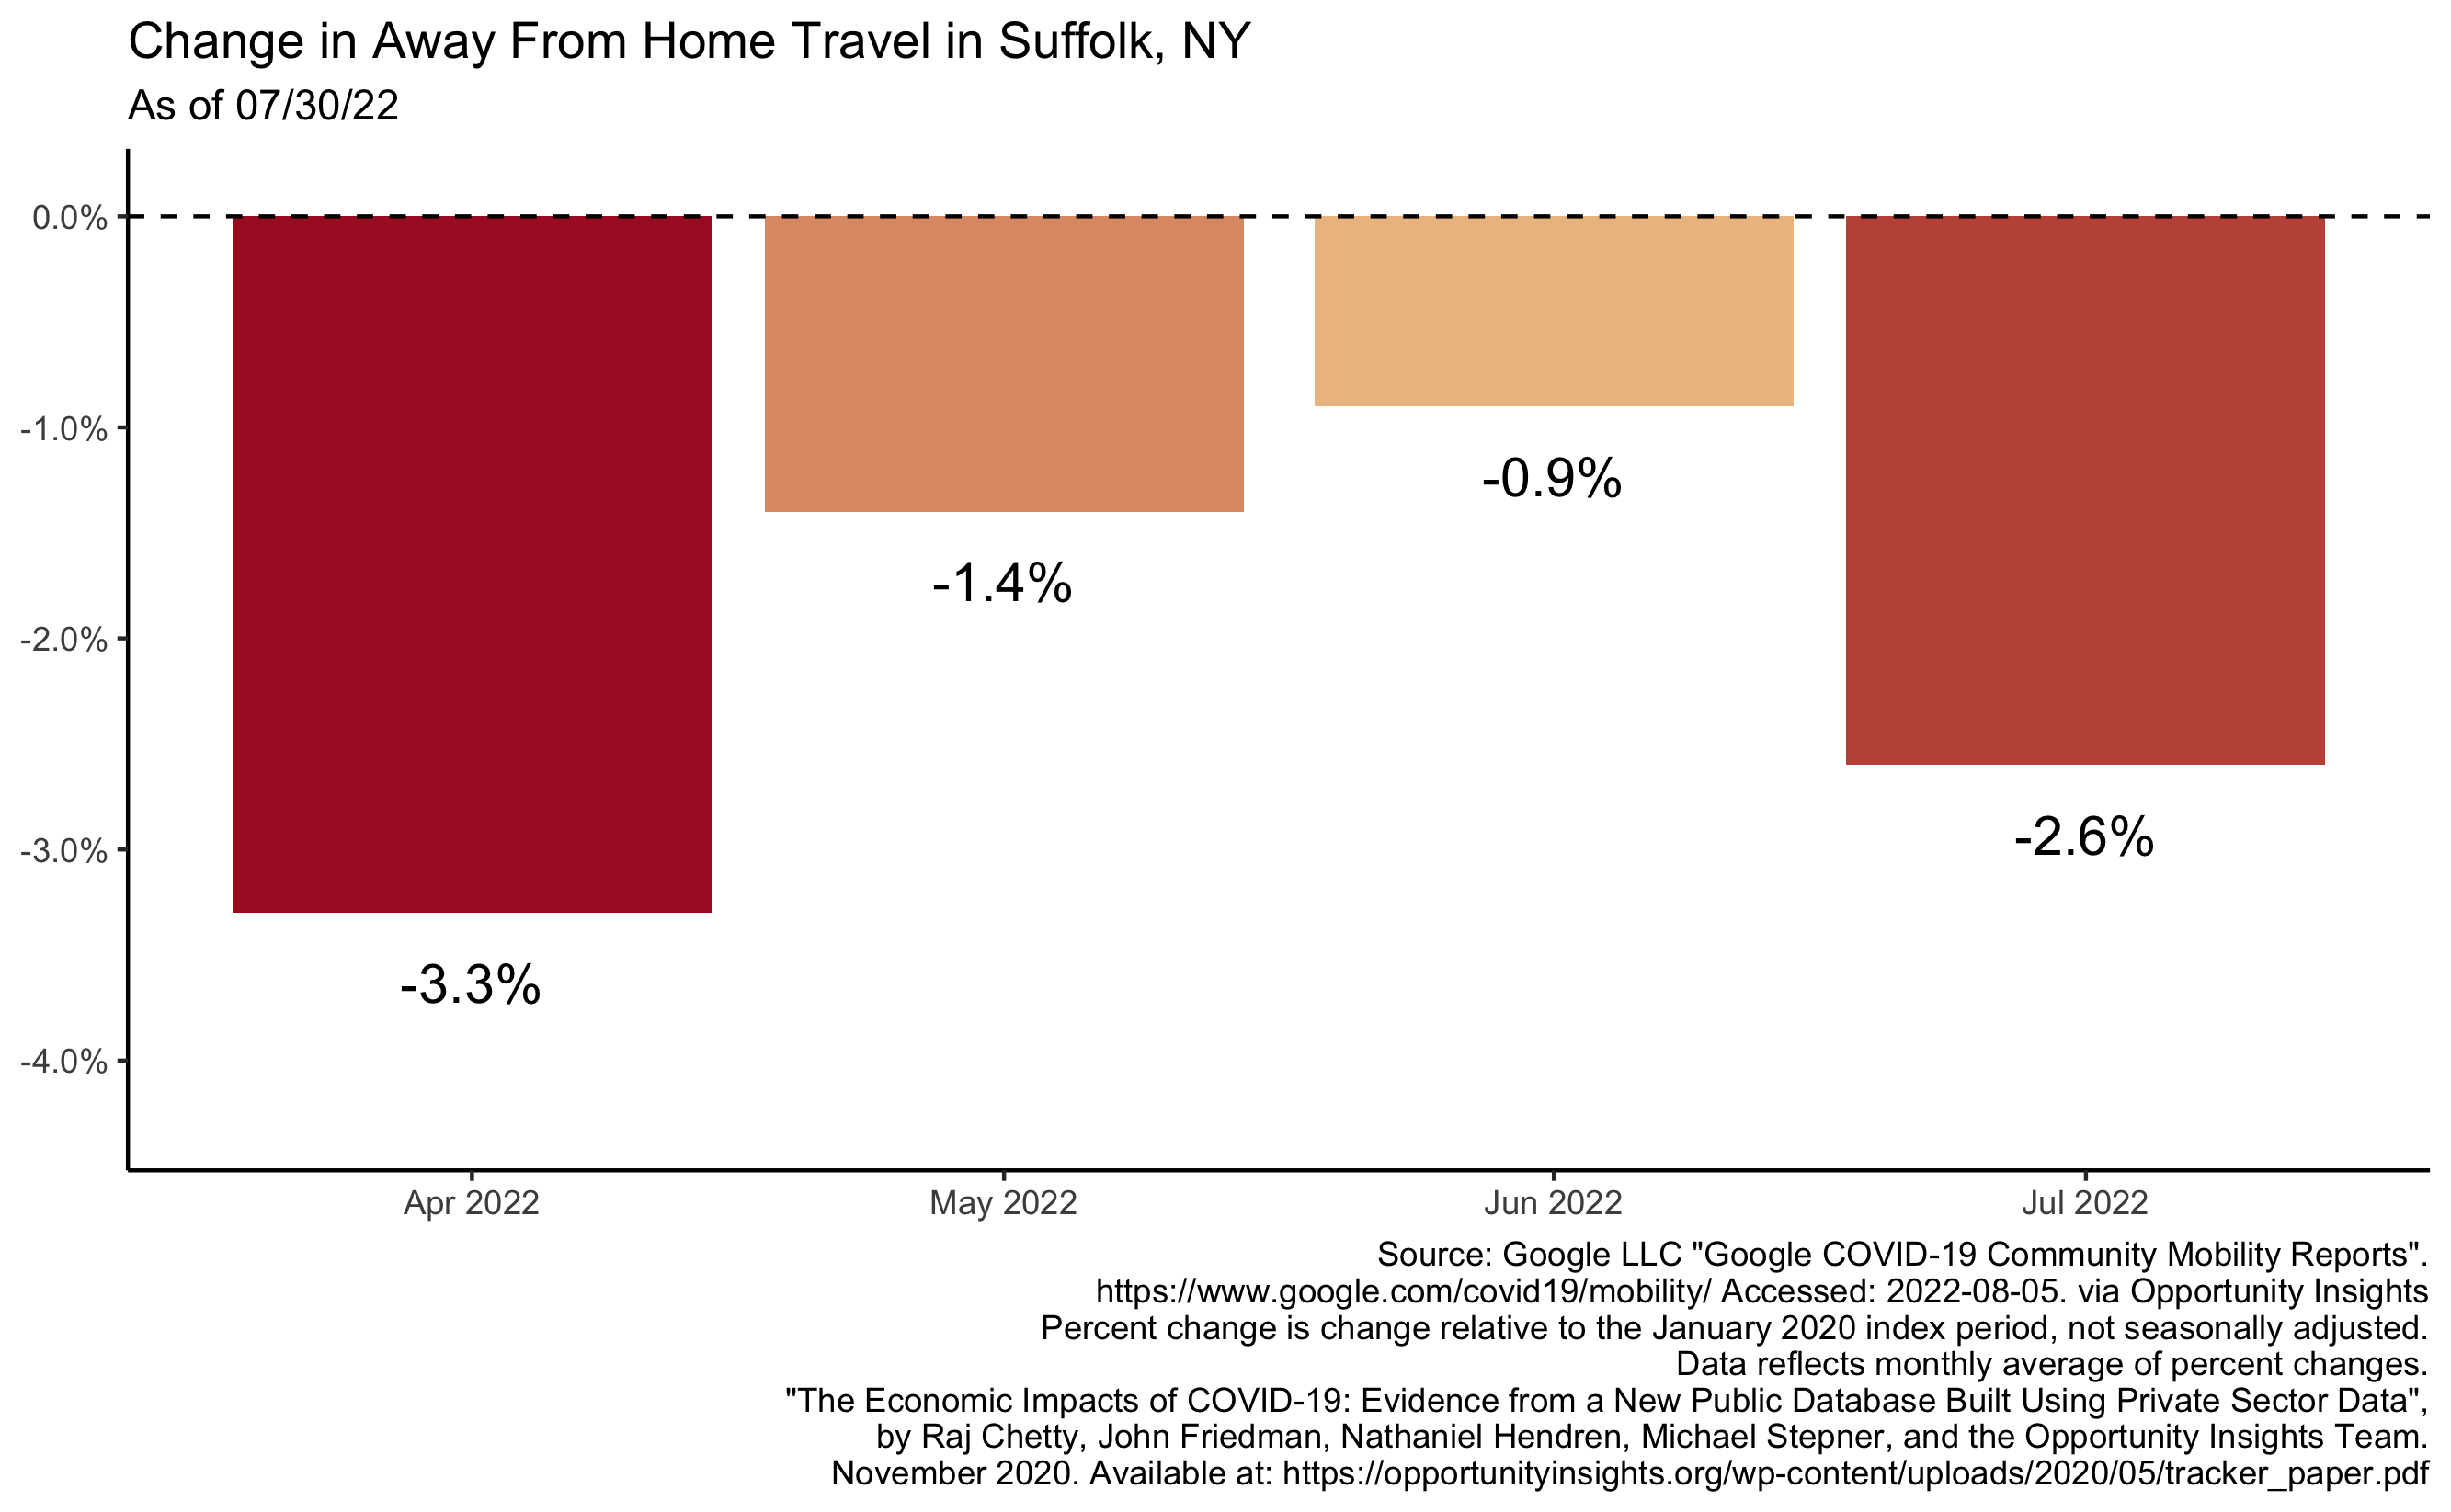 Change in Away From Home Travel in Suffolk, NY
As of 07/30/22
0.0%
-1.0%
-2.0%
-3.0%
-4.0%
-3.3%
-1.4%
-0.9%
-2.6%
Apr 2022
May 2022
Jun 2022
Jul 2022
Source: Google LLC "Google COVID-19 Community Mobility Reports".
https://www.google.com/covid19/mobility/ Accessed: 2022-08-05. via Opportunity Insights
Percent change is change relative to the January 2020 index period, not seasonally adjusted.
Data reflects monthly average of percent changes.
"The Economic Impacts of COVID-19: Evidence from a New Public Database Built Using Private Sector Data",
by Raj Chetty, John Friedman, Nathaniel Hendren, Michael Stepner, and the Opportunity Insights Team.
November 2020. Available at: https://opportunityinsights.org/wp-content/uploads/2020/05/tracker_paper.pdf